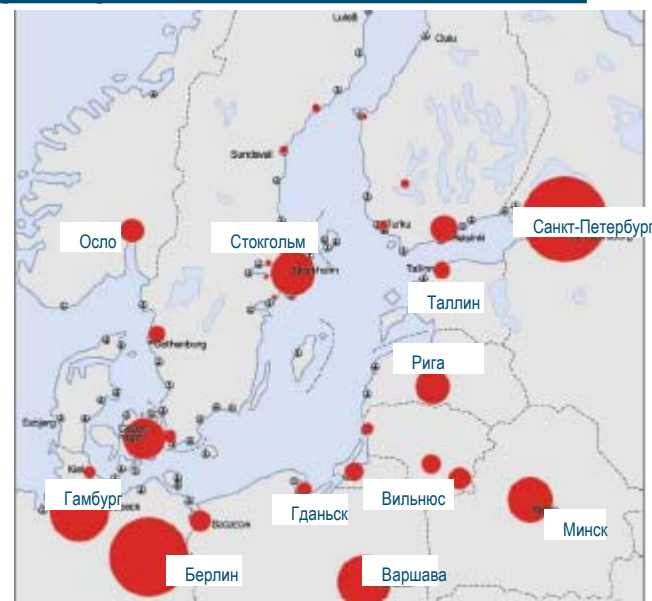 Luleå
Oulu
Sundsvall
Осло
Стокгольм
Turku
Helsinki
Санкт-Петербург
Stockholm
Tallinn
Таллин
Gothenburg
Рига
Esbjerg
Kiel
Гамбург
Гданьск
Вильнюс
Szczecin
Минск
Берлин
Варшава